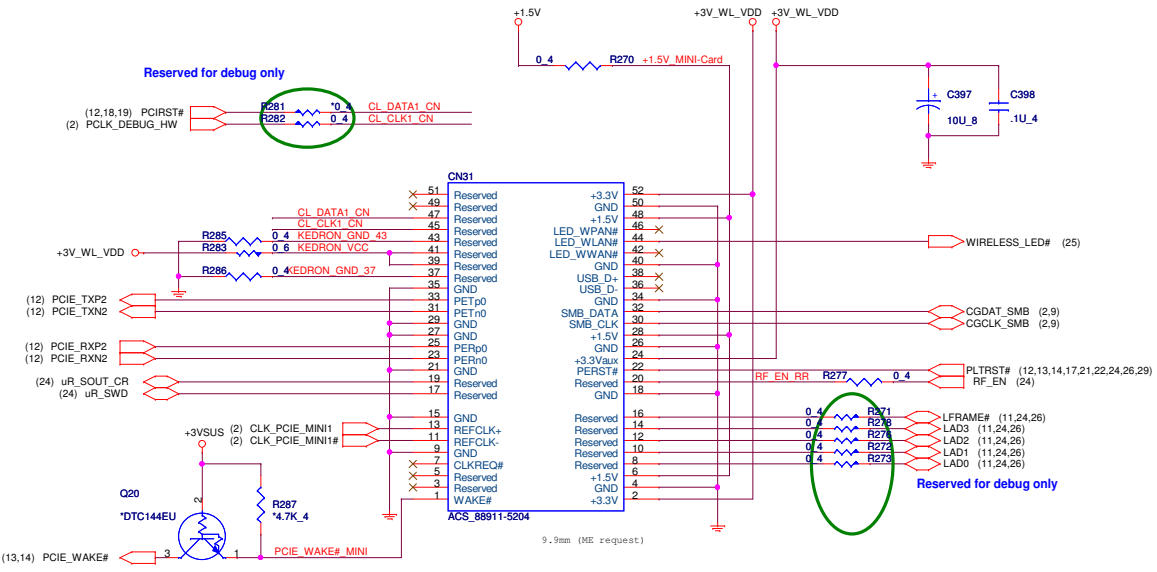 +1.5V
+3V_WL_VDD
+3V_WL_VDD
0_4 R270 +1.5V_MINI-Card
Reserved for debug only
C397
10U_8
C398
.1U_4
(12,18,19) PCIRST# R281 *0_4 CL_DATA1_CN
(2) PCLK_DEBUG_HW R282 0_4 CL_CLK1_CN
CN31
51 Reserved +3.3V 52
49 Reserved GND 50
CL_DATA1_CN 47 Reserved +1.5V 48
CL_CLK1_CN 45 Reserved LED_WPAN# 46
R285 0_4 KEDRON_GND_43 43 Reserved LED_WLAN# 44 WIRELESS_LED# (25)
+3V_WL_VDD R283 0_6 KEDRON_VCC 41 Reserved LED_WWAN# 42
39 Reserved GND 40
R286 0_4 KEDRON_GND_37 37 Reserved USB_D+ 38
35 GND USB_D- 36
(12) PCIE_TXP2 33 PETp0 GND 34
(12) PCIE_TXN2 31 PETn0 SMB_DATA 32 CGDAT_SMB (2,9)
29 GND SMB_CLK 30 CGCLK_SMB (2,9)
27 GND +1.5V 28
(12) PCIE_RXP2 25 PERp0 GND 26
(12) PCIE_RXN2 23 PERn0 +3.3Vaux 24
21 GND PERST# 22 PLTRST# (12,13,14,17,21,22,24,26,29)
(24) uR_SOUT_CR 19 Reserved Reserved 20 RF_EN_RR R277 0_4 RF_EN (24)
(24) uR_SWD 17 Reserved GND 18
15 GND Reserved 16 0_4 R271 LFRAME# (11,24,26)
(2) CLK_PCIE_MINI1 13 REFCLK+ Reserved 14 0_4 R278 LAD3 (11,24,26)
(2) CLK_PCIE_MINI1# 11 REFCLK- Reserved 12 0_4 R276 LAD2 (11,24,26)
9 GND Reserved 10 0_4 R272 LAD1 (11,24,26)
7 CLKREQ# Reserved 8 0_4 R273 LAD0 (11,24,26)
5 Reserved +1.5V 6
3 Reserved GND 4
1 WAKE# +3.3V 2
ACS_88911-5204
Reserved for debug only
+3VSUS
Q20
*DTC144EU
2
R287
*4.7K_4
(13,14) PCIE_WAKE# 3 1 PCIE_WAKE#_MINI
9.9mm (ME request)